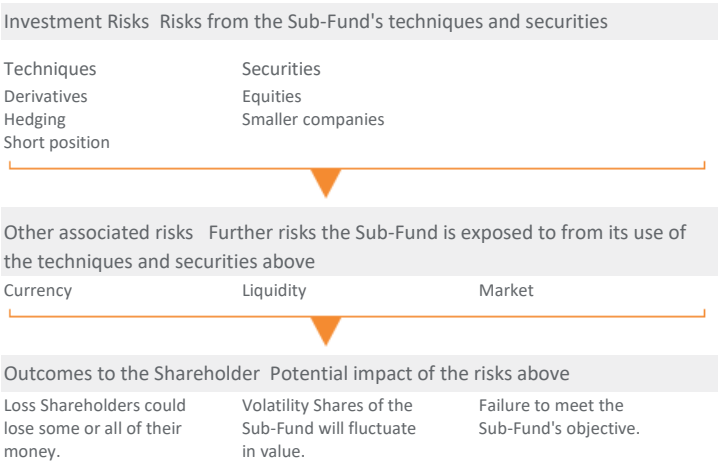 Investment Risks Risks from the Sub-Fund's techniques and securities
Techniques
Derivatives
Hedging
Short position
Securities
Equities
Smaller companies
Other associated risks Further risks the Sub-Fund is exposed to from its use of
the techniques and securities above
Currency
Liquidity
Market
Outcomes to the Shareholder Potential impact of the risks above
Loss Shareholders could
lose some or all of their
money.
Volatility Shares of the
Sub-Fund will fluctuate
in value.
Failure to meet the
Sub-Fund's objective.